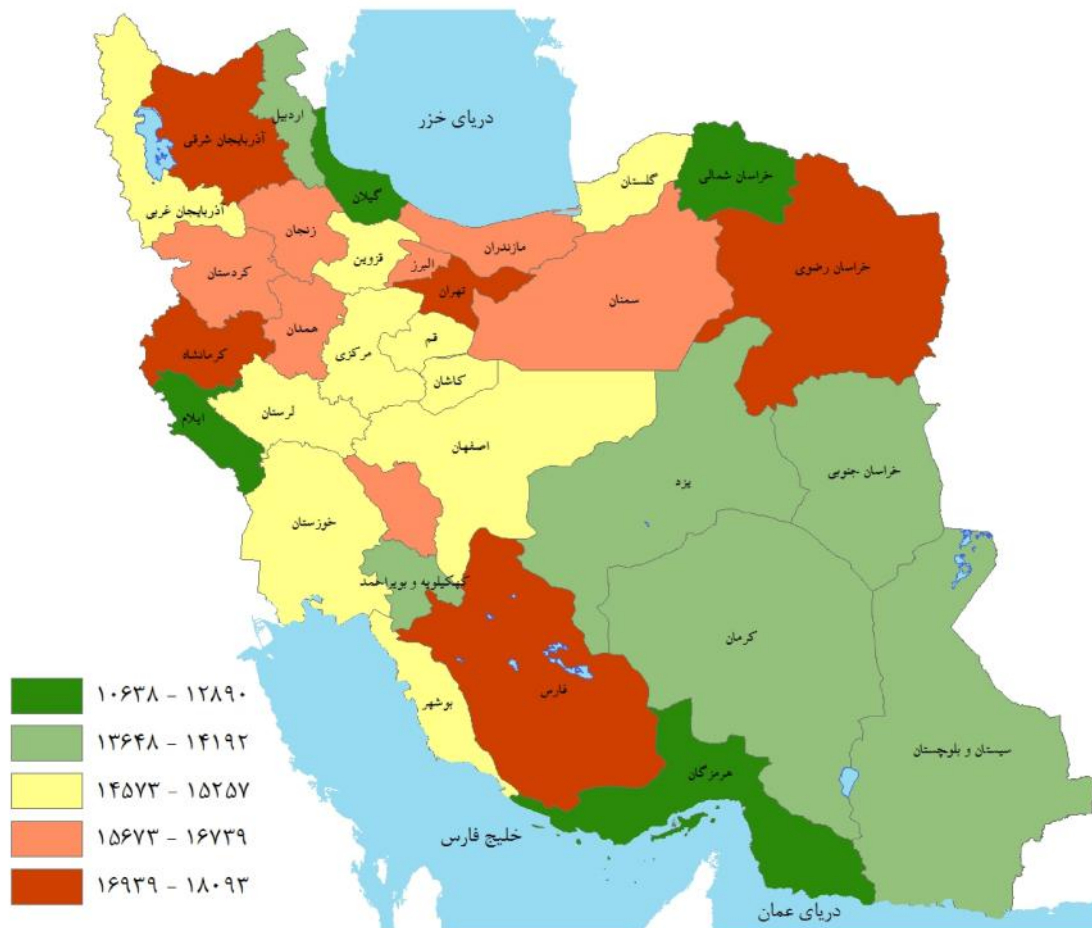 دریای خزر
اردبیل
آذربایجان شرقی
گیلان
گلستان
خراسان شمالی
آذربایجان غربی
زنجان
قزوین
البرز
مازندران
تهران
سمنان
خراسان رضوی
کردستان
همدان
کرمانشاه
مرکزی
قم
کاشان
ایلام
لرستان
اصفهان
یزد
خراسان جنوبی
خوزستان
کهکیلویه و بویراحمد
کرمان
فارس
بوشهر
سیستان و بلوچستان
هرمزگان
خلیج فارس
دریای عمان
۱۰۶۳۸ - ۱۲۸۹۰
۱۳۶۴۸ - ۱۴۱۹۲
۱۴۵۷۳ - ۱۵۲۵۷
۱۵۶۷۳ - ۱۶۷۳۹
۱۶۹۳۹ - ۱۸۰۹۳